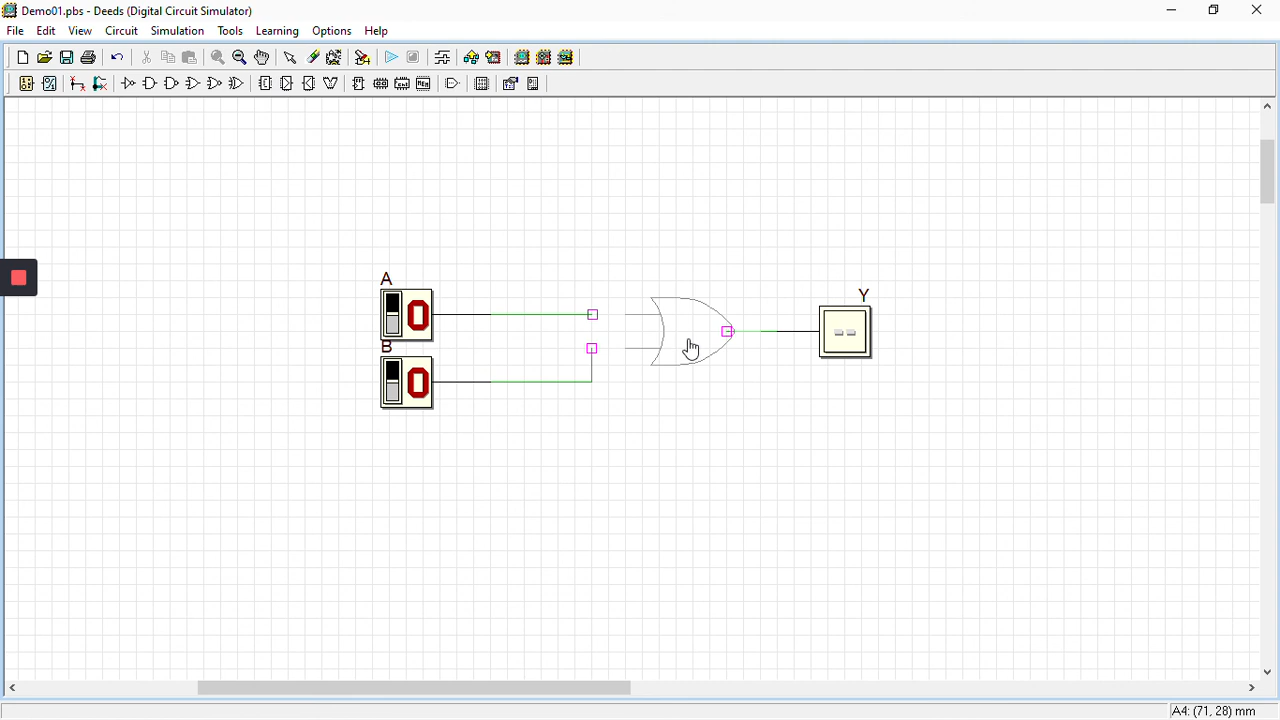 Demo01.pbs - Deeds (Digital Circuit Simulator)
File Edit View Circuit Simulation Tools Learning Options Help
A
0
B
0
Y
--
A4: (71, 28) mm